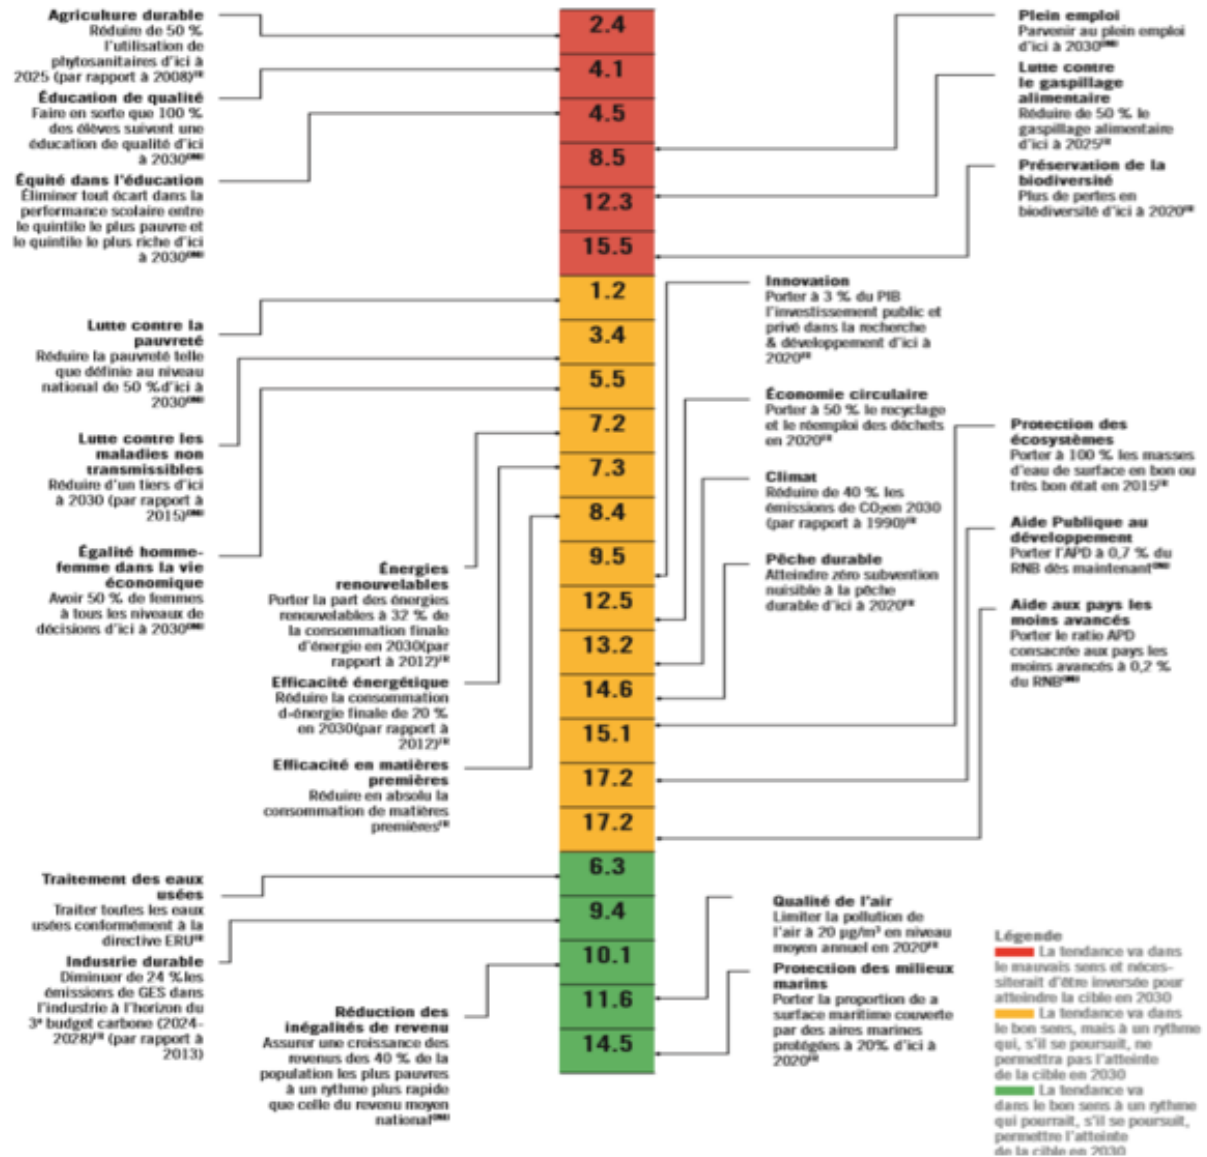 Agriculture durable
Réduire de 50 %
l'utilisation de
phytosanitaires d'ici à
2025 (par rapport à 2008)
Éducation de qualité
Faire en sorte que 100 %
des élèves suivent une
éducation de qualité d'ici
à 2030
Équité dans l'éducation
Éliminer tout écart dans la
performance scolaire entre
le quintile le plus pauvre et
le quintile le plus riche d'ici
à 2030
2.4
4.1
4.5
8.5
12.3
15.5
Plein emploi
Parvenir au plein emploi
d'ici à 2030
Lutte contre
le gaspillage
alimentaire
Réduire de 50 % le
gaspillage alimentaire
d'ici à 2025
Préservation de la
biodiversité
Plus de pertes en
biodiversité d'ici à 2020
Lutte contre la
pauvreté
Réduire la pauvreté telle
que définie au niveau
national de 50 %d'ici à
2030
Lutte contre les
maladies non
transmissibles
Réduire d'un tiers d'ici
à 2030 (par rapport à
2015)
Égalité homme-
femme dans la vie
économique
Avoir 50 % de femmes
à tous les niveaux de
décisions d'ici à 2030
Énergies
renouvelables
Porter la part des énergies
renouvelables à 32 % de
la consommation finale
d'énergie en 2030(par
rapport à 2012)
Efficacité énergétique
Réduire la consommation
d-énergie finale de 20 %
en 2030(par rapport à
2012)
Efficacité en matières
premières
Réduire en absolu la
consommation de matières
premières
1.2
3.4
5.5
7.2
7.3
8.4
9.5
12.5
13.2
14.6
15.1
17.2
17.2
Innovation
Porter à 3 % du PIB
l'investissement public et
privé dans la recherche
& développement d'ici à
2020
Économie circulaire
Porter à 50 % le recyclage
et le réemploi des déchets
en 2020
Climat
Réduire de 40 % les
émissions de CO₂en 2030
(par rapport à 1990)
Pêche durable
Atteindre zéro subvention
nuisible à la pêche
durable d'ici à 2020
Protection des
écosystèmes
Porter à 100 % les masses
d'eau de surface en bon ou
très bon état en 2015
Aide Publique au
développement
Porter l'APD à 0,7 % du
RNB dès maintenant
Aide aux pays les
moins avancés
Porter le ratio APD
consacrée aux pays les
moins avancés à 0,2 %
du RNB
Traitement des eaux
usées
Traiter toutes les eaux
usées conformément à la
directive ERU
Industrie durable
Diminuer de 24 %les
émissions de GES dans
l'industrie à l'horizon du
3e budget carbone (2024-
2028) (par rapport à
2013)
Réduction des
inégalités de revenu
Assurer une croissance des
revenus des 40 % de la
population les plus pauvres
à un rythme plus rapide
que celle du revenu moyen
national
6.3
9.4
10.1
11.6
14.5
Qualité de l'air
Limiter la pollution de
l'air à 20 µg/m³ en niveau
moyen annuel en 2020
Protection des milieux
marins
Porter la proportion de a
surface maritime couverte
par des aires marines
protégées à 20% d'ici à
2020
Légende
La tendance va dans
le mauvais sens et néces-
siterait d'être inversée pour
atteindre la cible en 2030
La tendance va dans
le bon sens, mais à un rythme
qui, s'il se poursuit, ne
permettra pas l'atteinte
de la cible en 2030
La tendance va
dans le bon sens à un rythme
qui pourrait, s'il se poursuit,
permettre l'atteinte
de la cible en 2030